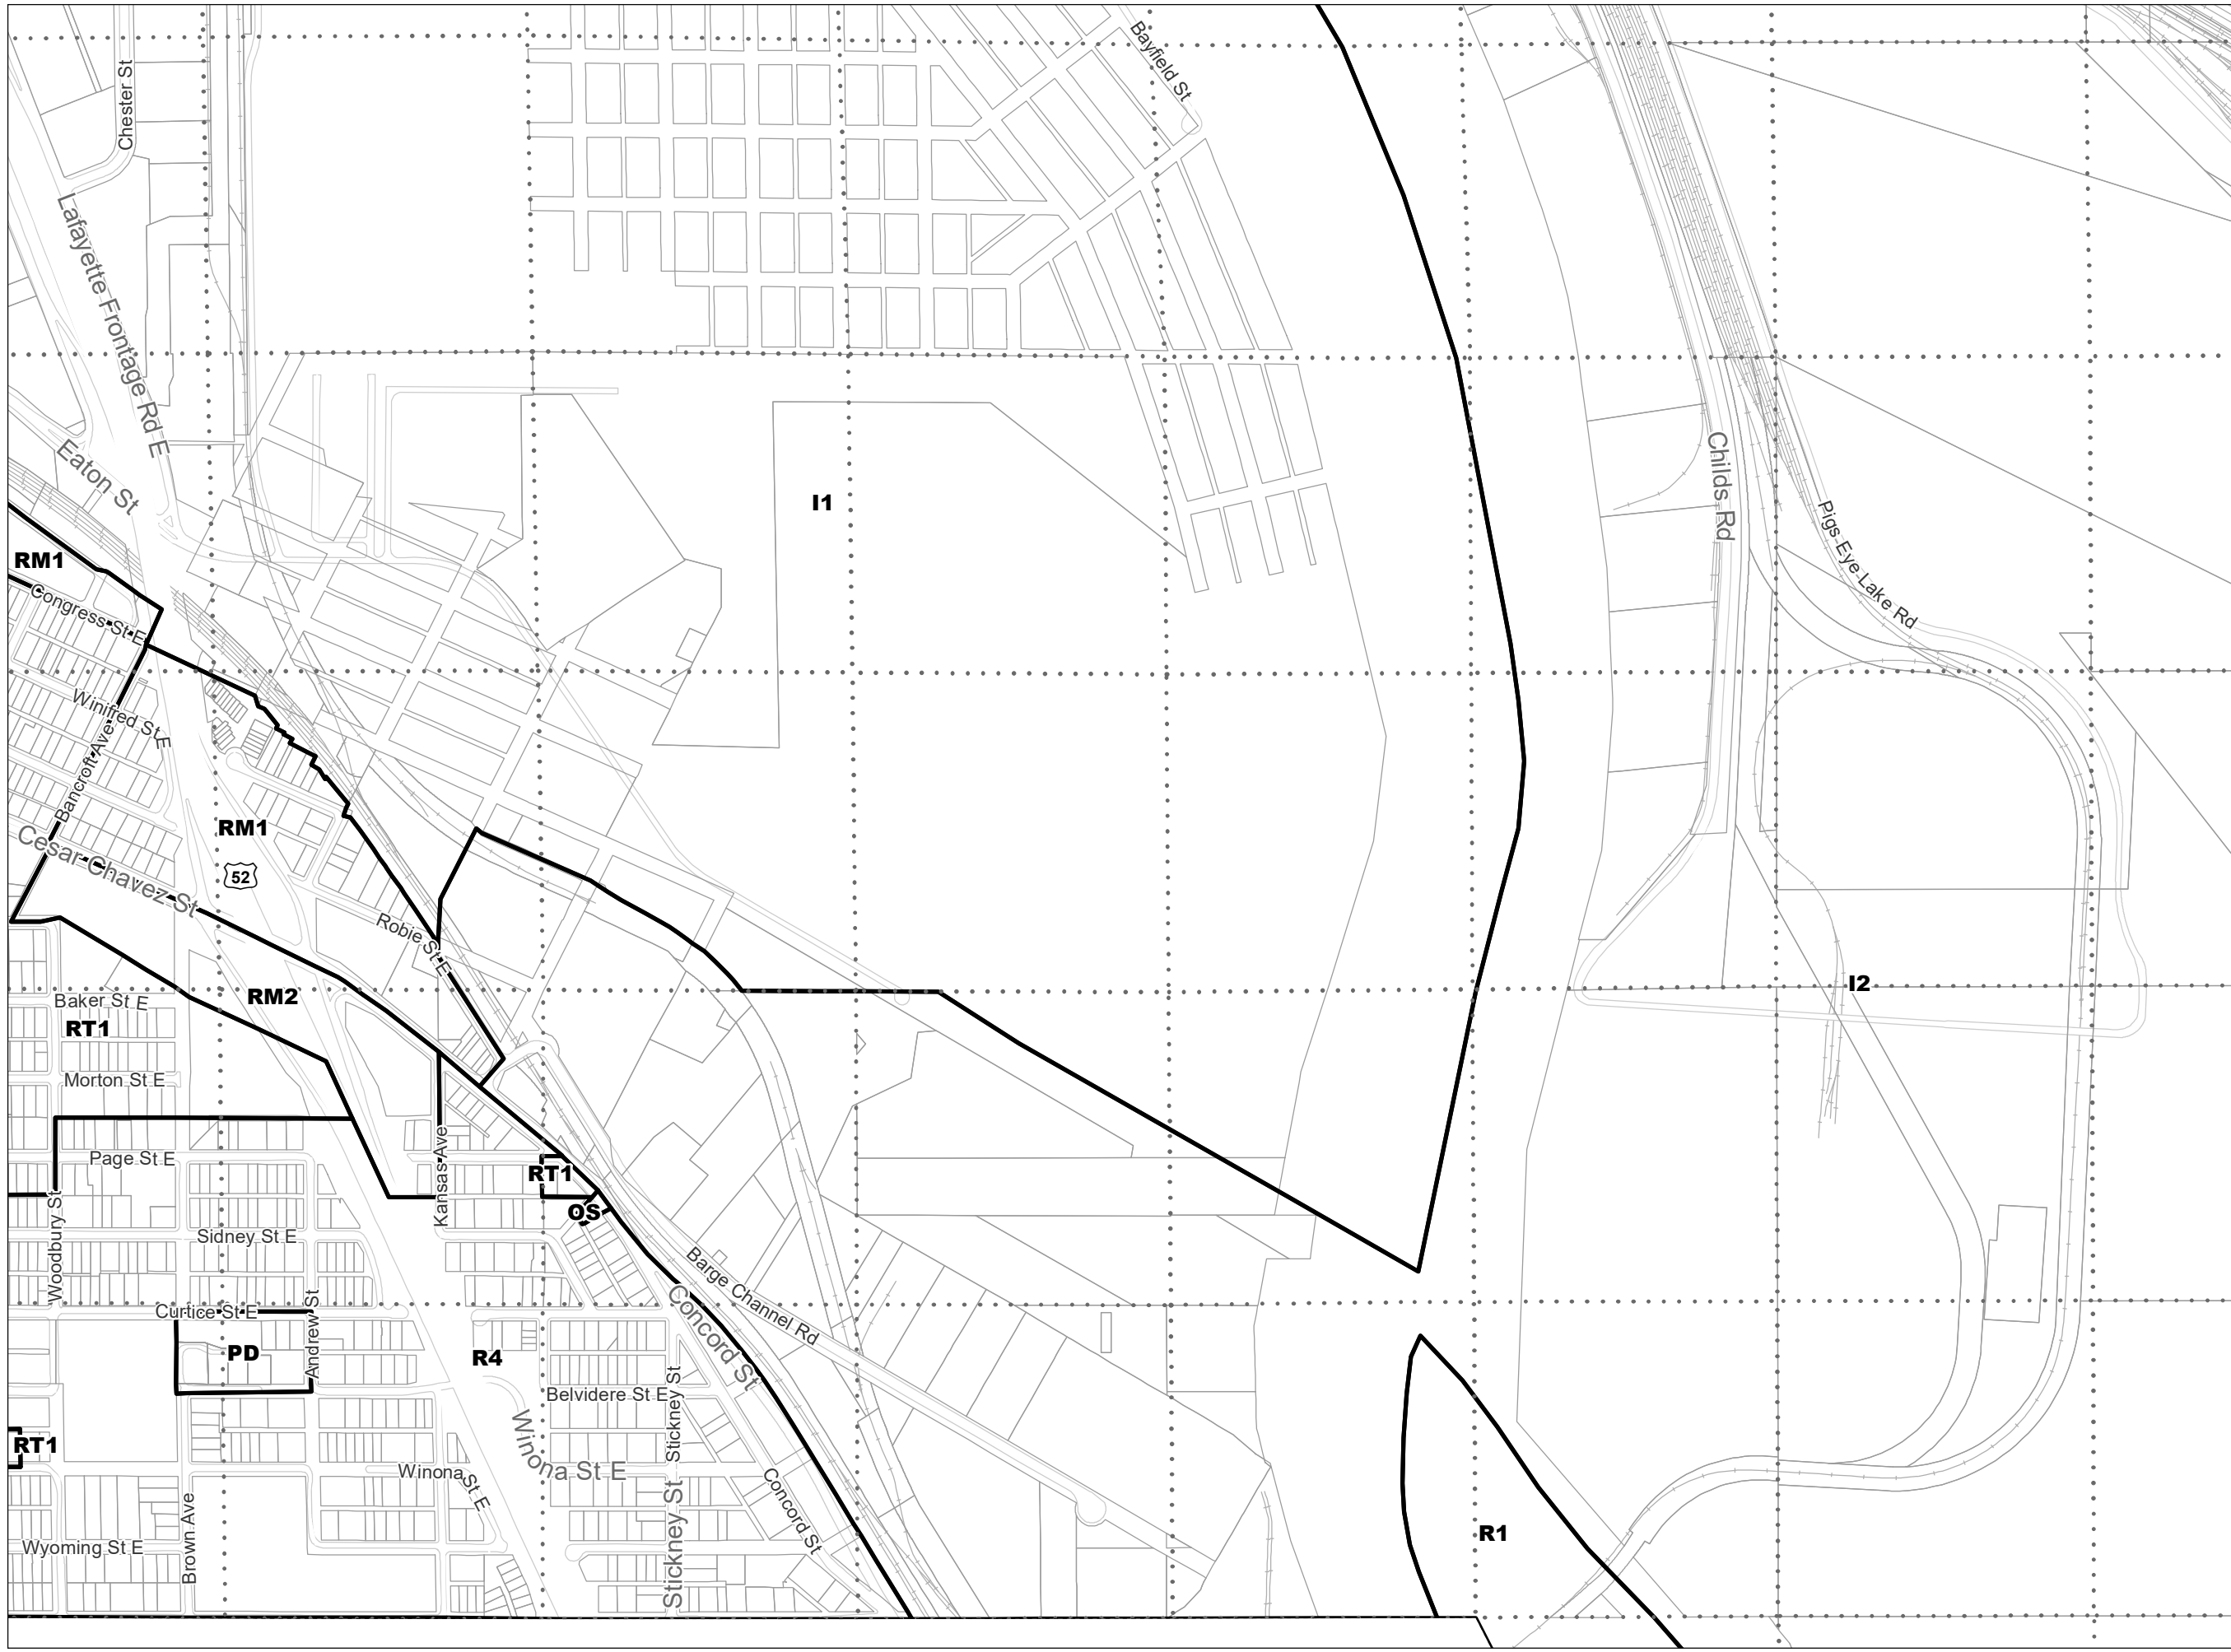 Bayfield St
Chester St
Lafayette Frontage Rd E
Eaton St
Childs Rd
I1
Pigs Eye Lake Rd
RM1
Congress St E
Winifred St E
Bancroft Ave
RM1
Cesar Chavez St
52
Robie St E
I2
RM2
Baker St E
RT1
Morton St E
Page St E
Kansas Ave
RT1
OS
Woodbury St
Sidney St E
Barge Channel Rd
Curtice St E
Andrew St
Concord St
PD
R4
Belvidere St E
Stickney St
RT1
Winona St E
Winona St E
Concord St
Brown Ave
Stickney St
R1
Wyoming St E